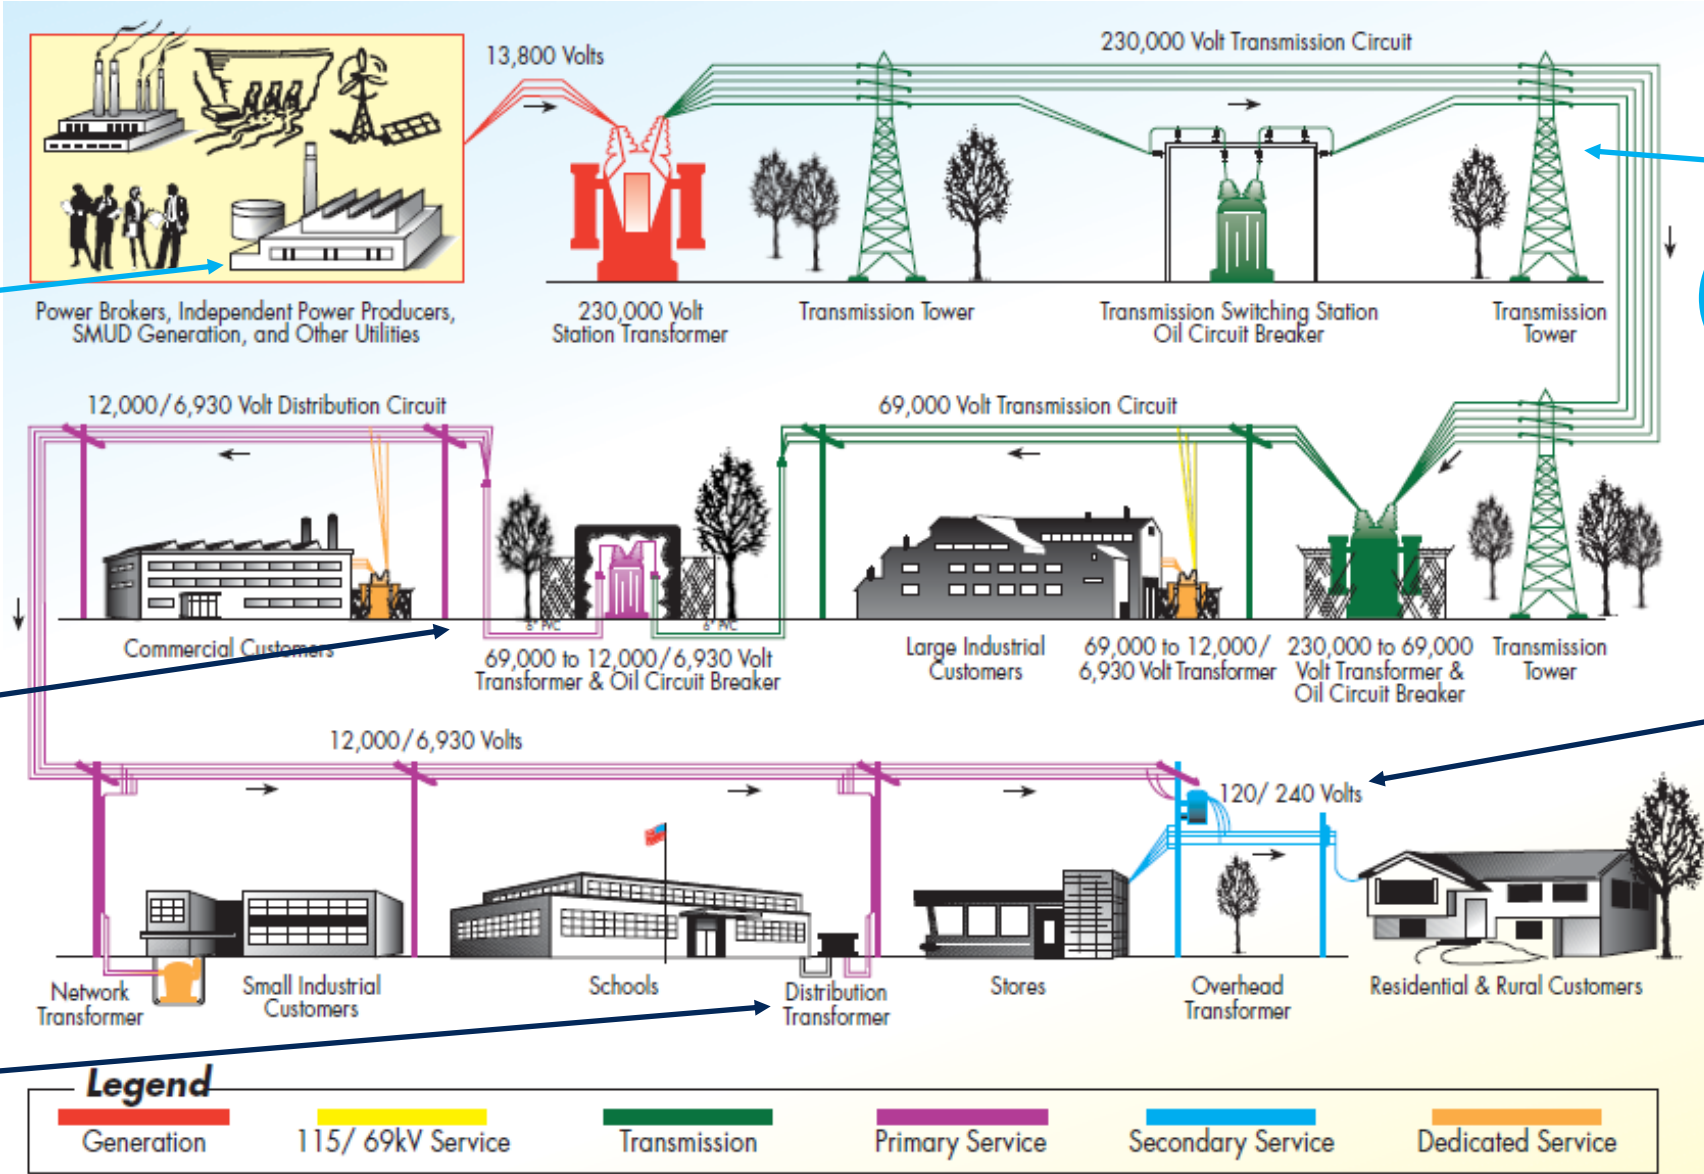 13,800 Volts
230,000 Volt Transmission Circuit
Power Brokers, Independent Power Producers,
SMUD Generation, and Other Utilities
230,000 Volt
Station Transformer
Transmission Tower
Transmission Switching Station
Oil Circuit Breaker
Transmission
Tower
12,000/6,930 Volt Distribution Circuit
69,000 Volt Transmission Circuit
6" PVC
6" PVC
Commercial Customers
69,000 to 12,000/6,930 Volt
Transformer & Oil Circuit Breaker
Large Industrial
Customers
69,000 to 12,000/
6,930 Volt Transformer
230,000 to 69,000
Volt Transformer &
Oil Circuit Breaker
Transmission
Tower
12,000/6,930 Volts
120/ 240 Volts
Network
Transformer
Small Industrial
Customers
Schools
Distribution
Transformer
Stores
Overhead
Transformer
Residential & Rural Customers
Legend
Generation
115/ 69kV Service
Transmission
Primary Service
Secondary Service
Dedicated Service